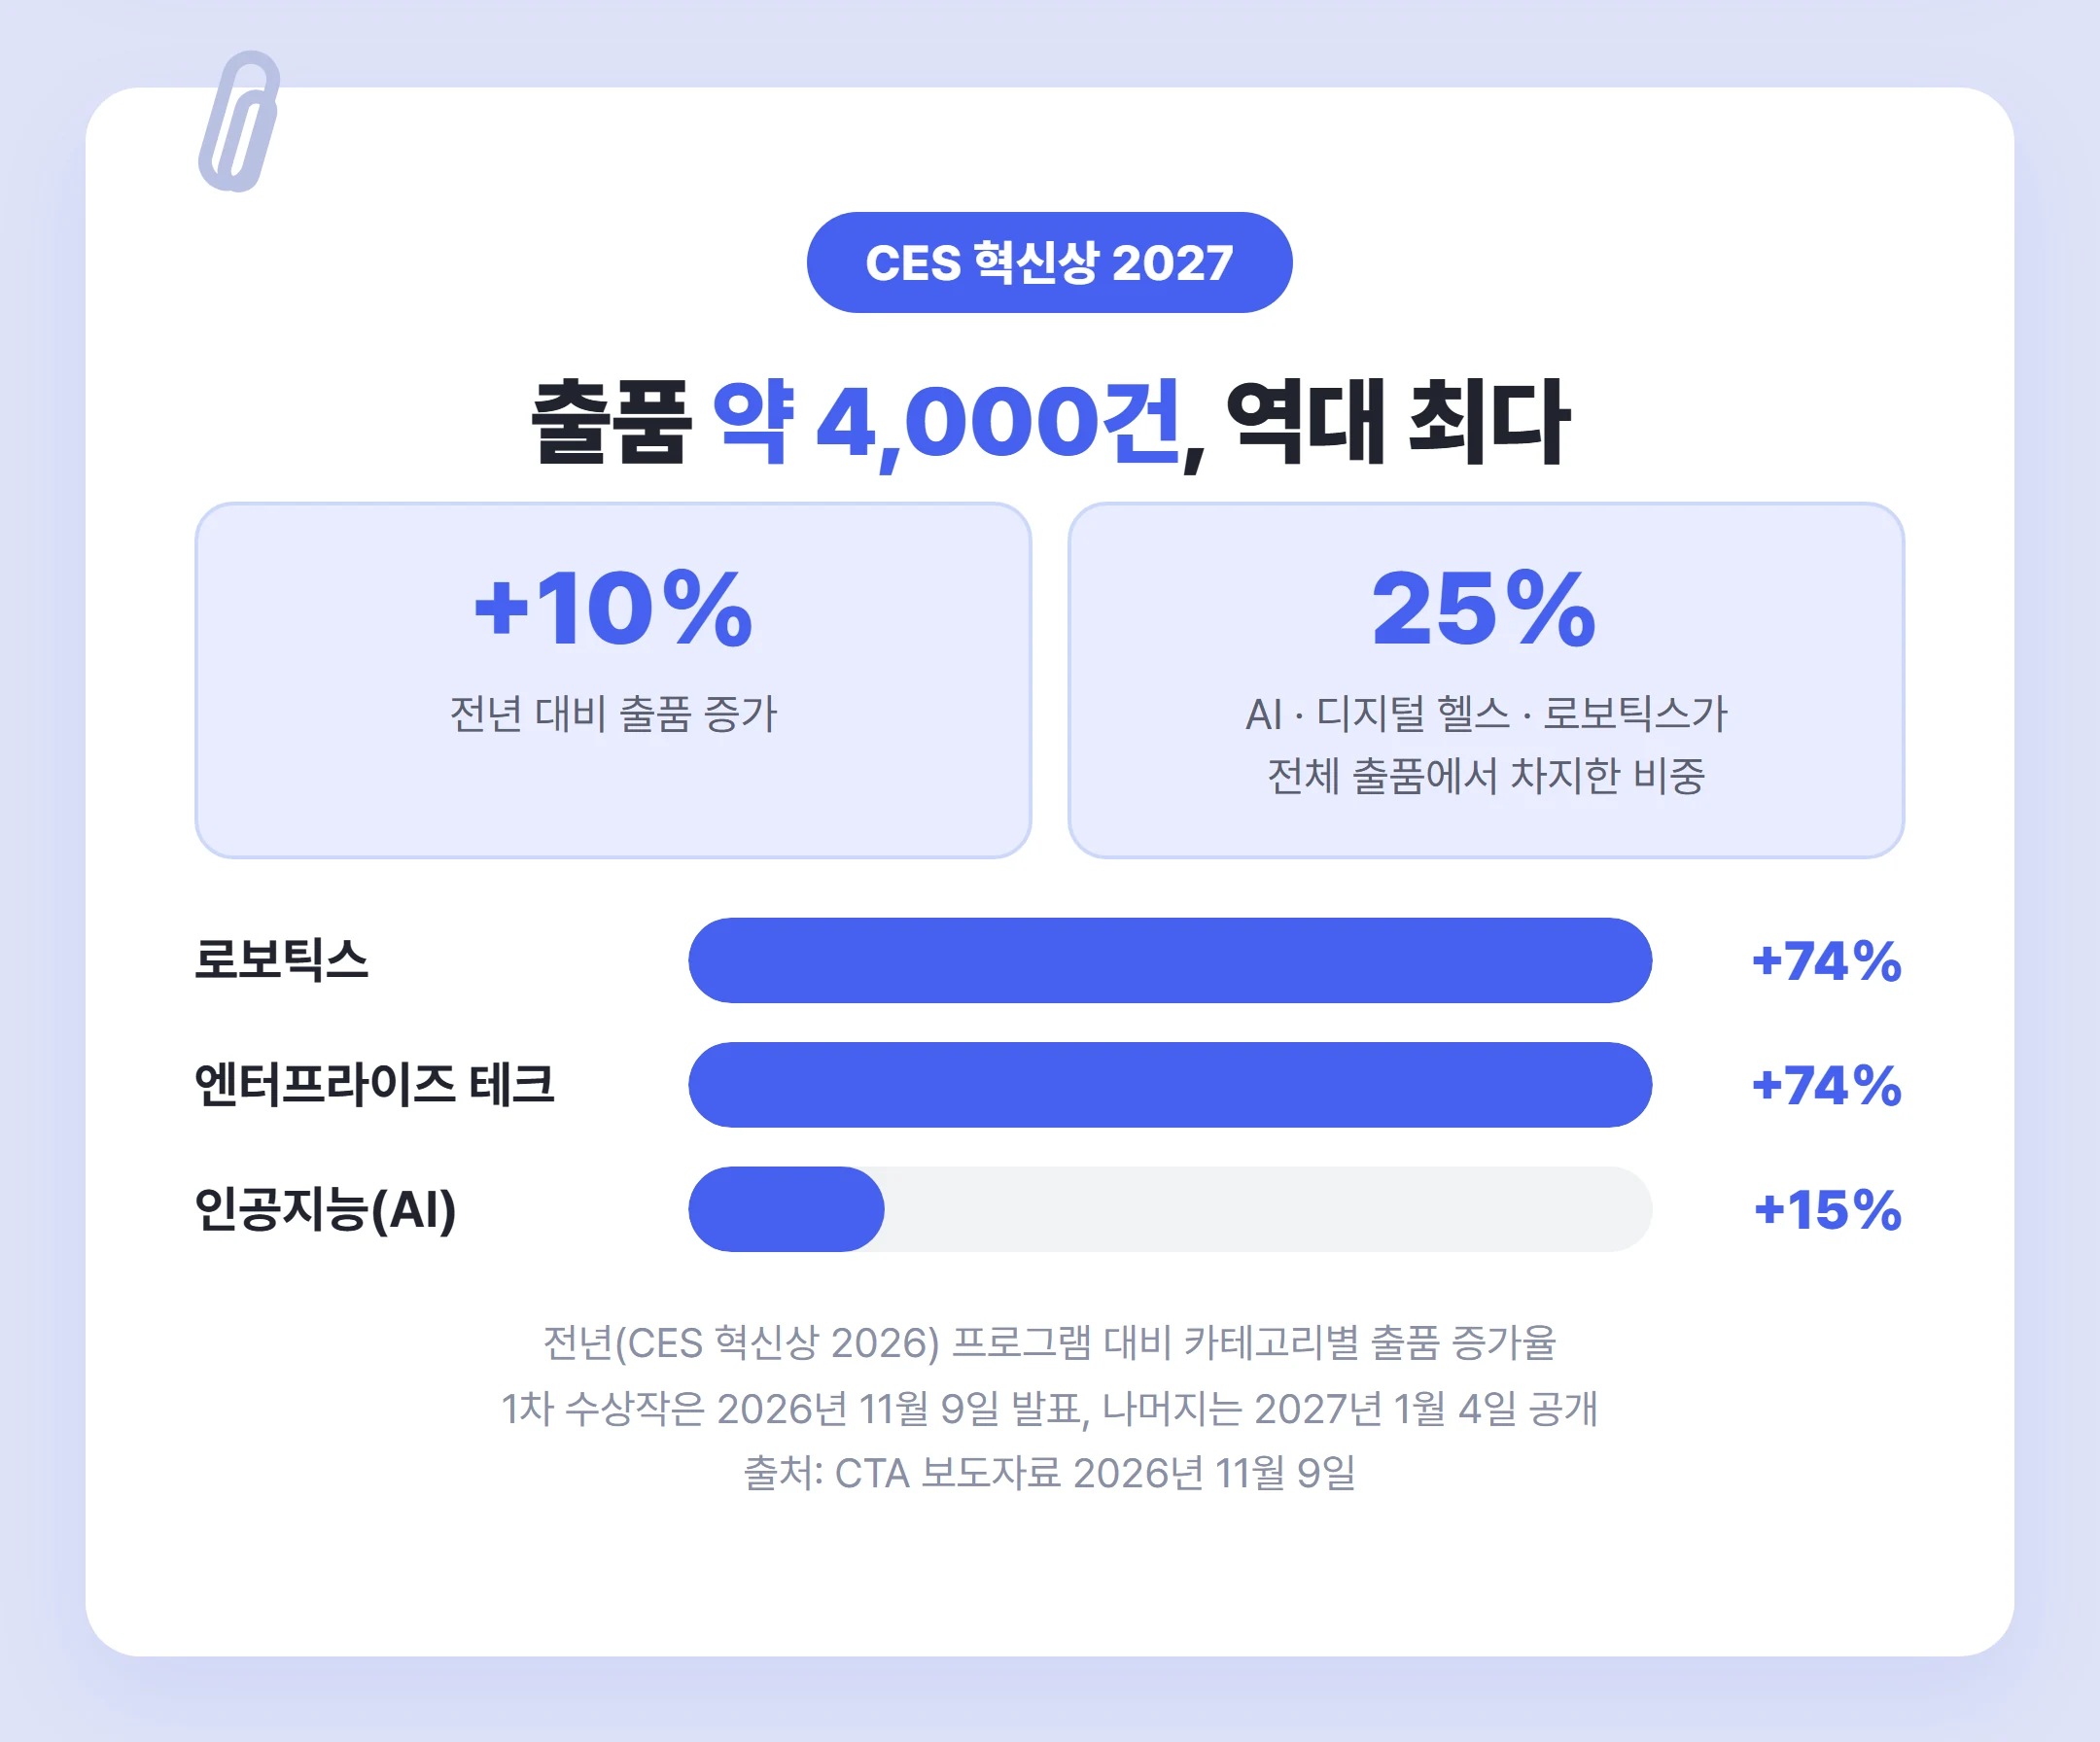 CES 혁신상 2027
출품 약 4,000건, 역대 최다
+10%
전년 대비 출품 증가
25%
AI · 디지털 헬스 · 로보틱스가
전체 출품에서 차지한 비중
로보틱스 +74%
엔터프라이즈 테크 +74%
인공지능(AI) +15%
전년(CES 혁신상 2026) 프로그램 대비 카테고리별 출품 증가율
1차 수상작은 2026년 11월 9일 발표, 나머지는 2027년 1월 4일 공개
출처: CTA 보도자료 2026년 11월 9일